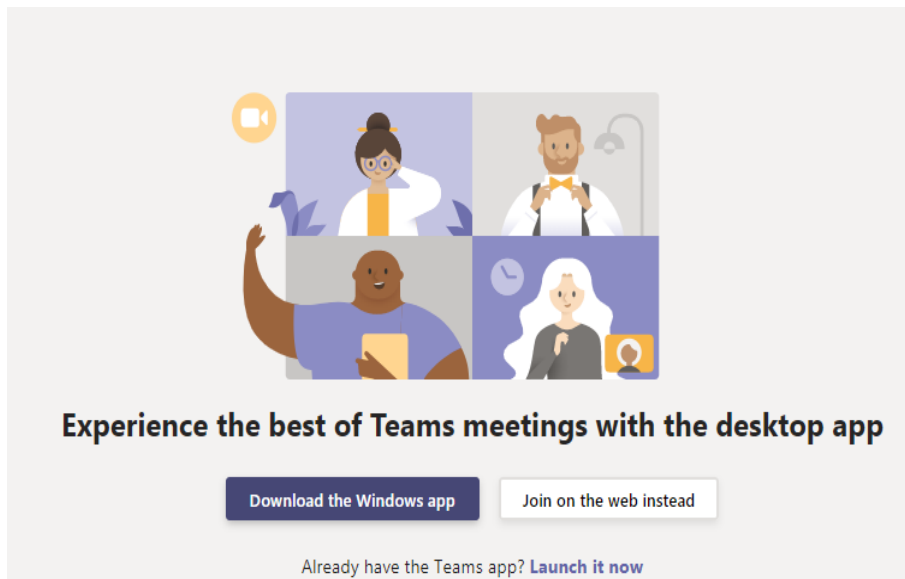 Experience the best of Teams meetings with the desktop app
Download the Windows app
Join on the web instead
Already have the Teams app? Launch it now